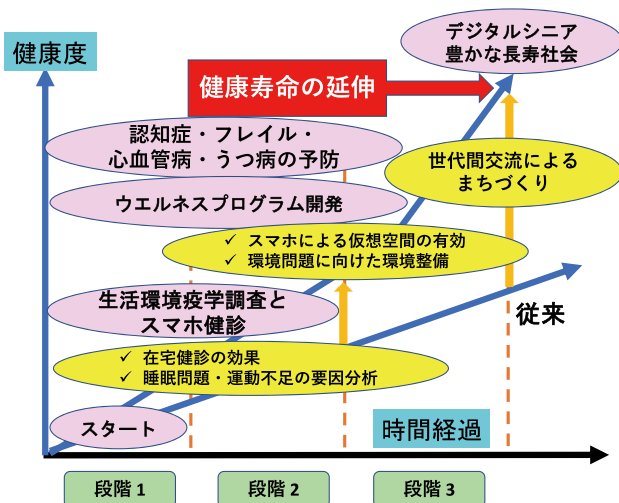 デジタルシニア
豊かな長寿社会
健康度
健康寿命の延伸
認知症・フレイル・
心血管病・うつ病の予防
世代間交流による
まちづくり
ウエルネスプログラム開発
✓ スマホによる仮想空間の有効
✓ 環境問題に向けた環境整備
生活環境疫学調査と
スマホ健診
従来
✓ 在宅健診の効果
✓ 睡眠問題・運動不足の要因分析
スタート
時間経過
段階 1
段階 2
段階 3